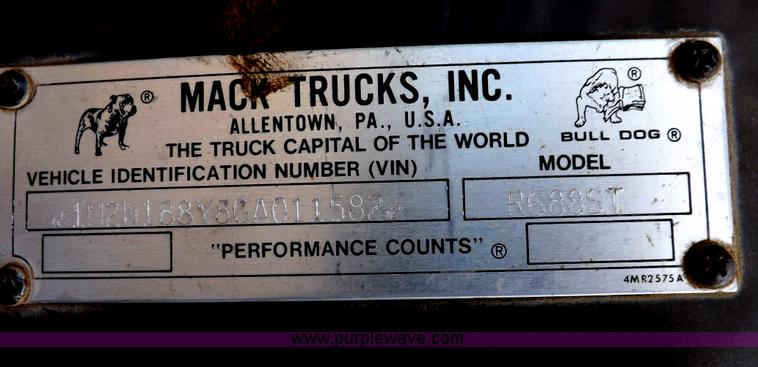 ® MACK TRUCKS, INC. ®
ALLENTOWN, PA., U.S.A.
THE TRUCK CAPITAL OF THE WORLD
BULL DOG ®
VEHICLE IDENTIFICATION NUMBER (VIN)
MODEL
*1M2N188Y8GA011582*
R688ST
"PERFORMANCE COUNTS" ®
4MR2575A
www.purplewave.com